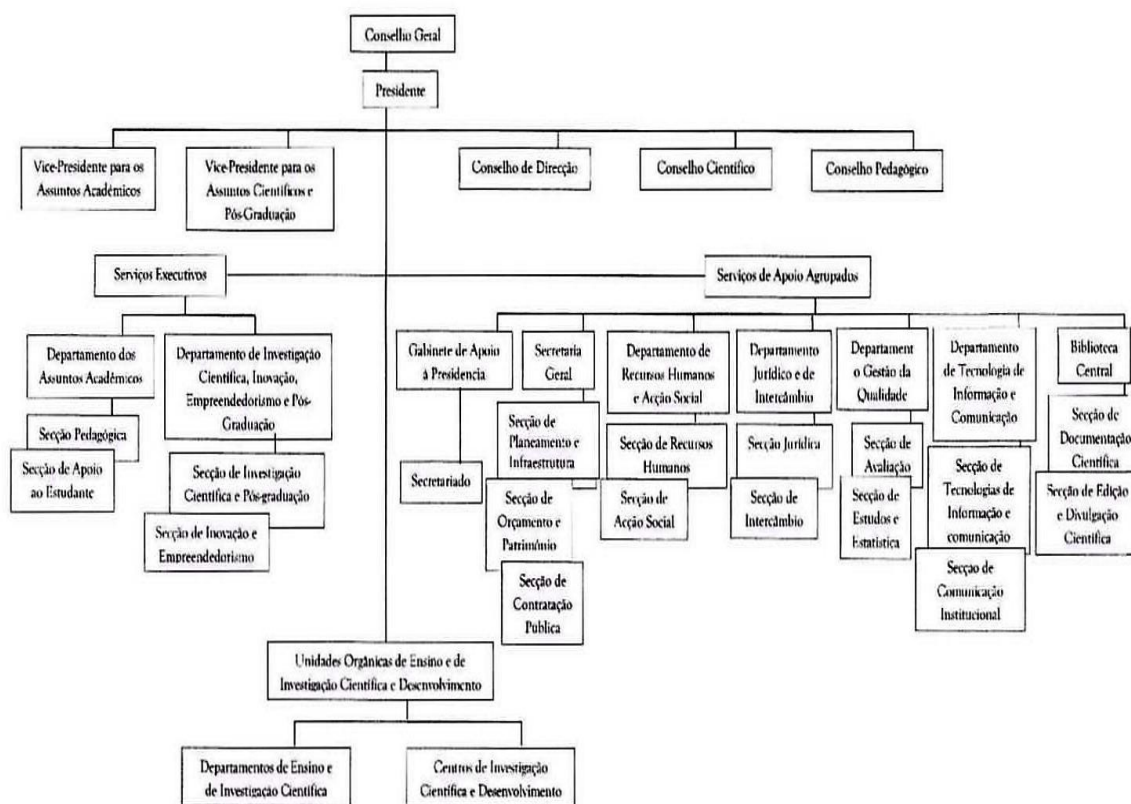 Conselho Geral
Presidente
Vice-Presidente para os
Assuntos Académicos
Vice-Presidente para os
Assuntos Científicos e
Pós-Graduação
Conselho de Direcção
Conselho Científico
Conselho Pedagógico
Serviços Executivos
Serviços de Apoio Agrupados
Departamento dos
Assuntos Académicos
Departamento de Investigação
Científica, Inovação,
Empreendedorismo e Pós-
Graduação
Secção Pedagógica
Secção de Apoio
ao Estudante
Secção de Investigação
Científica e Pós-graduação
Secção de Inovação e
Empreendedorismo
Gabinete de Apoio
à Presidencia
Secretariado
Secretaria
Geral
Secção de
Planeamento e
Infraestrutura
Secção de
Orçamento e
Património
Secção de
Contratação
Pública
Departamento de
Recursos Humanos
e Acção Social
Secção de Recursos
Humanos
Secção de
Acção Social
Departamento
Jurídico e de
Intercâmbio
Secção Jurídica
Secção de
Intercâmbio
Departament
o Gestão da
Qualidade
Secção de
Avaliação
Secção de
Estudos e
Estatística
Departamento
de Tecnologia de
Informação e
Comunicação
Secção de
Tecnologias de
Informação e
comunicação
Secção de
Comunicação
Institucional
Biblioteca
Central
Secção de
Documentação
Científica
Secção de Edição
e Divulgação
Científica
Unidades Orgânicas de Ensino e de
Investigação Científica e Desenvolvimento
Departamentos de Ensino e
de Investigação Científica
Centros de Investigação
Científica e Desenvolvimento